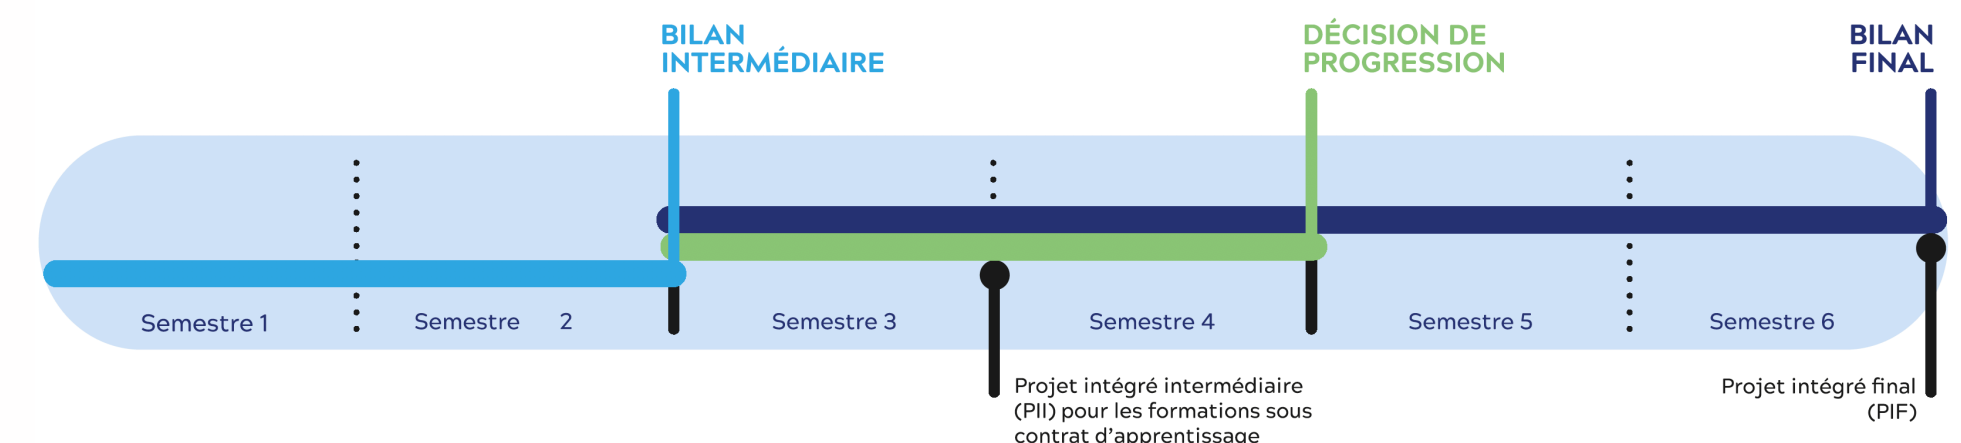 BILAN
INTERMÉDIAIRE
DÉCISION DE
PROGRESSION
BILAN
FINAL
Semestre 1
Semestre 2
Semestre 3
Semestre 4
Semestre 5
Semestre 6
Projet intégré intermédiaire
(PII) pour les formations sous
contrat d'apprentissage
Projet intégré final
(PIF)